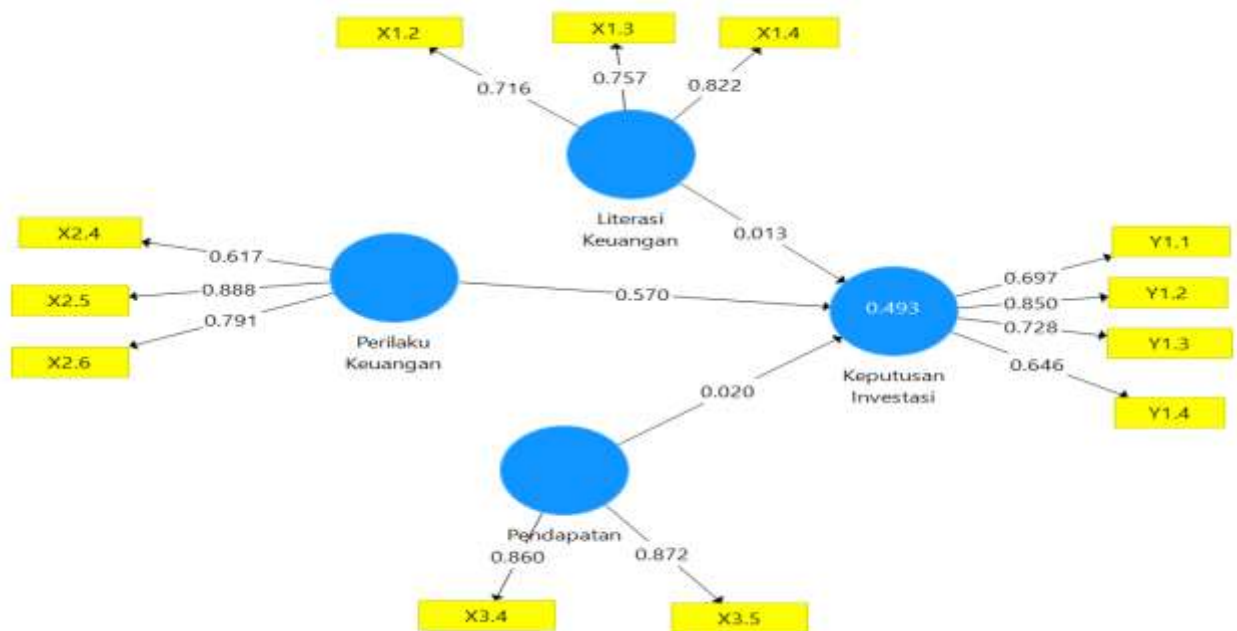 X1.2
X1.3
X1.4
0.716
0.757
0.822
Literasi
Keuangan
0.013
X2.4
X2.5
X2.6
0.617
0.888
0.791
Perilaku
Keuangan
0.570
0.493
Keputusan
Investasi
0.697
0.850
0.728
0.646
Y1.1
Y1.2
Y1.3
Y1.4
0.020
Pendapatan
0.860
0.872
X3.4
X3.5